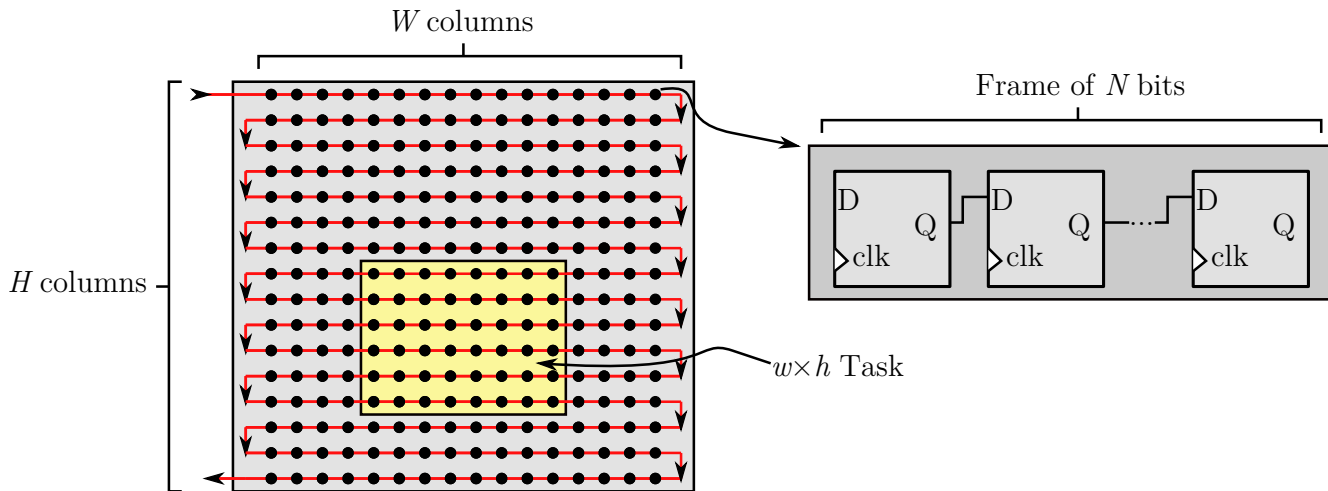 W columns
Frame of N bits
H columns
D
Q
clk
D
Q
clk
...
D
Q
clk
w×h Task